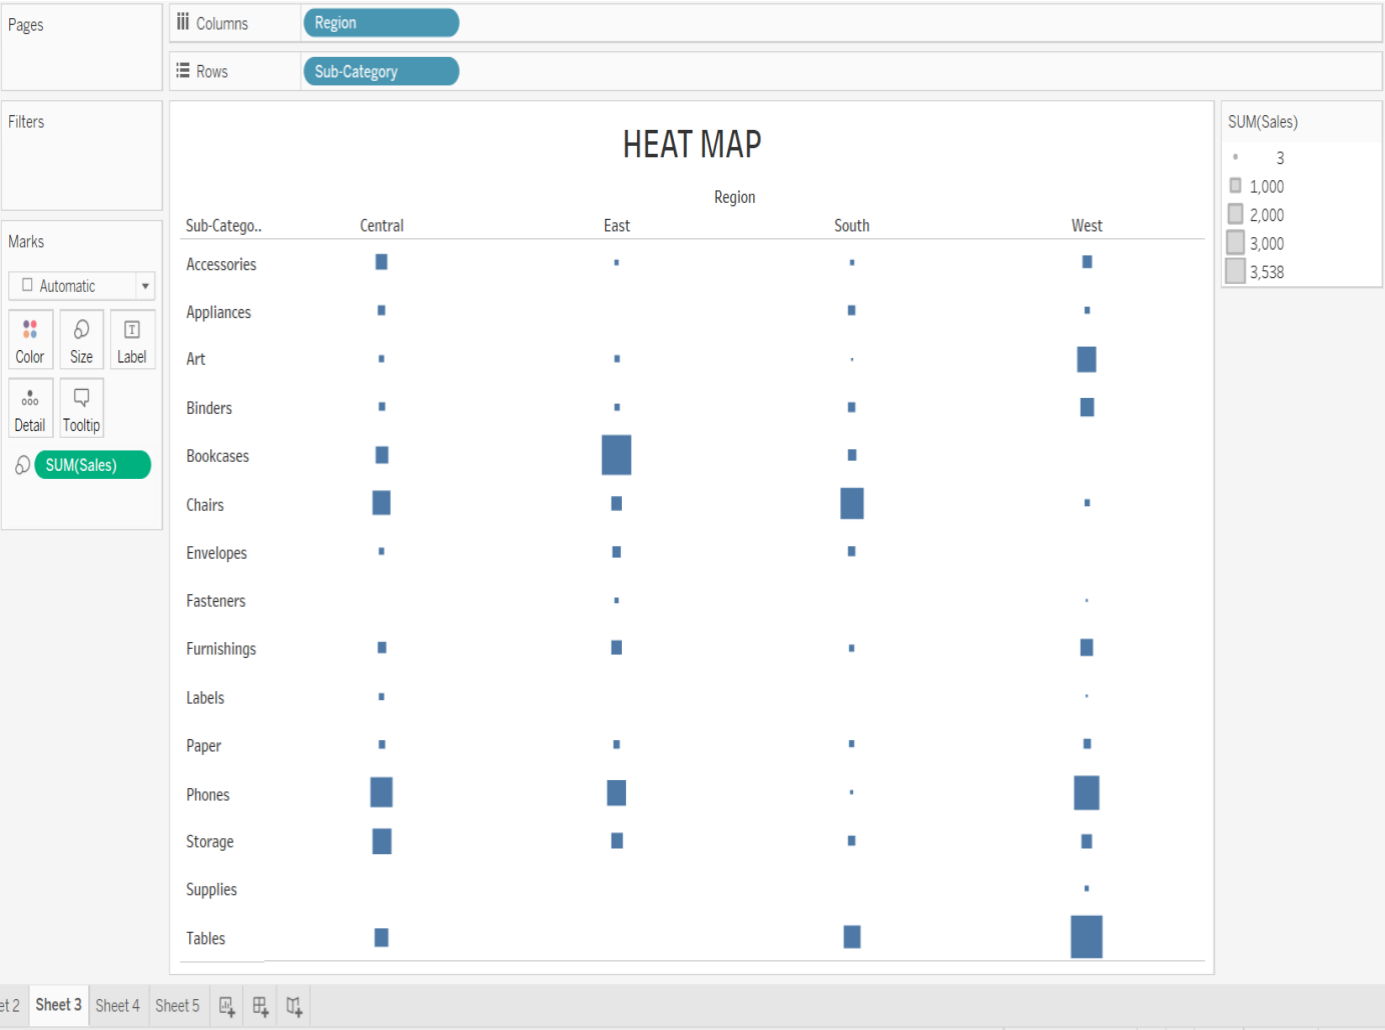 Pages
Columns
Region
Rows
Sub-Category
Filters
HEAT MAP
SUM(Sales)
3
1,000
2,000
3,000
3,538
Region
Sub-Catego..
Central
East
South
West
Marks
Automatic
Color
Size
Label
Detail
Tooltip
SUM(Sales)
Accessories
Appliances
Art
Binders
Bookcases
Chairs
Envelopes
Fasteners
Furnishings
Labels
Paper
Phones
Storage
Supplies
Tables
et 2
Sheet 3
Sheet 4
Sheet 5